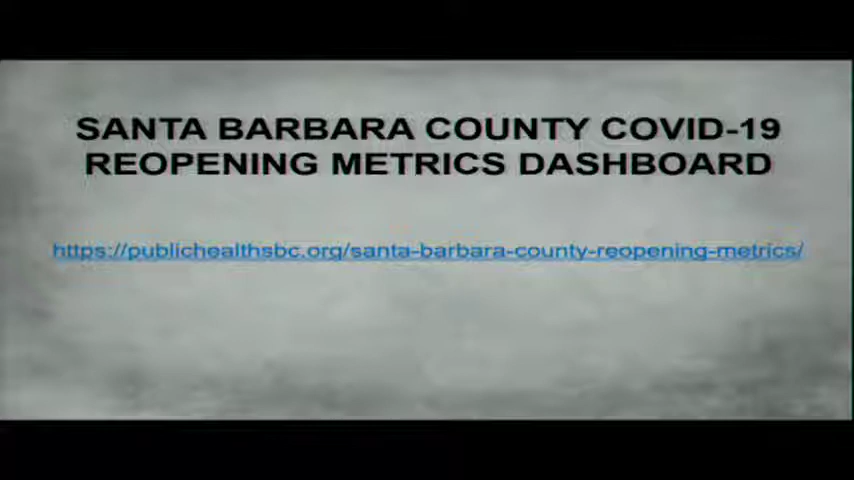 SANTA BARBARA COUNTY COVID-19
REOPENING METRICS DASHBOARD
https://publichealthsbc.org/santa-barbara-county-reopening-metrics/